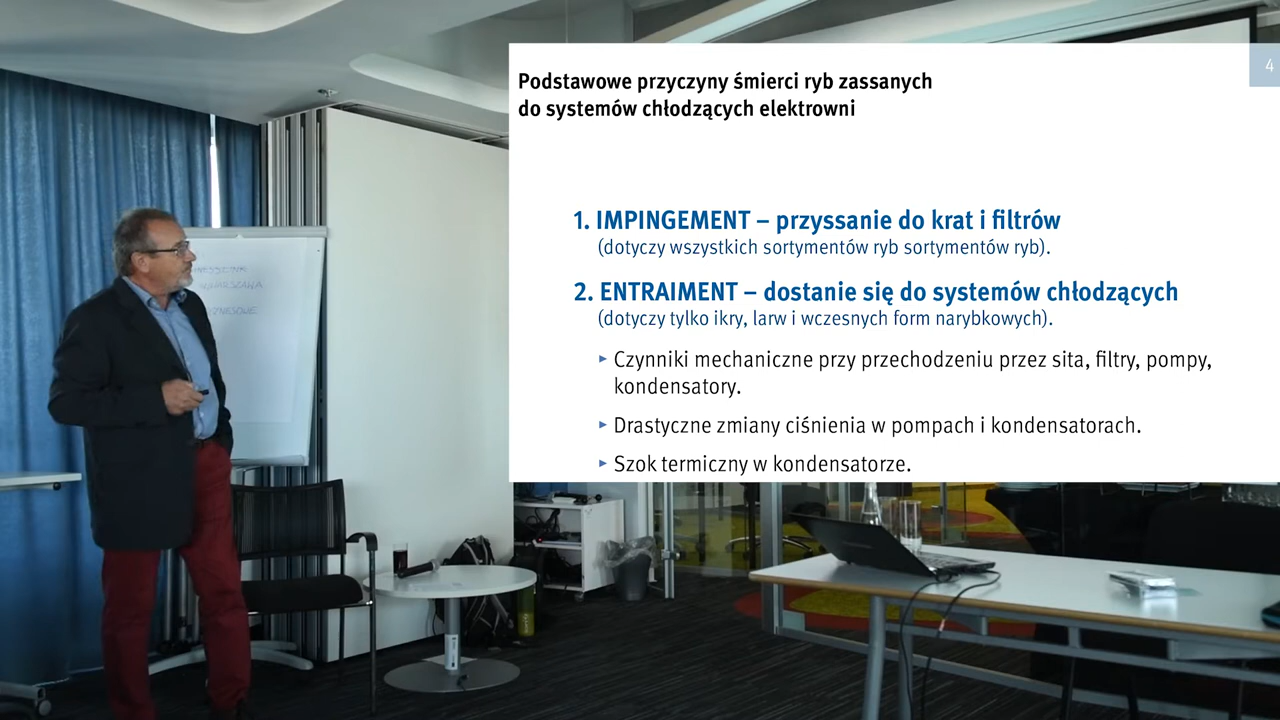 4
Podstawowe przyczyny śmierci ryb zassanych
do systemów chłodzących elektrowni
1. IMPINGEMENT – przyssanie do krat i filtrów
(dotyczy wszystkich sortymentów ryb sortymentów ryb).
2. ENTRAIMENT – dostanie się do systemów chłodzących
(dotyczy tylko ikry, larw i wczesnych form narybkowych).
▸ Czynniki mechaniczne przy przechodzeniu przez sita, filtry, pompy,
kondensatory.
▸ Drastyczne zmiany ciśnienia w pompach i kondensatorach.
▸ Szok termiczny w kondensatorze.